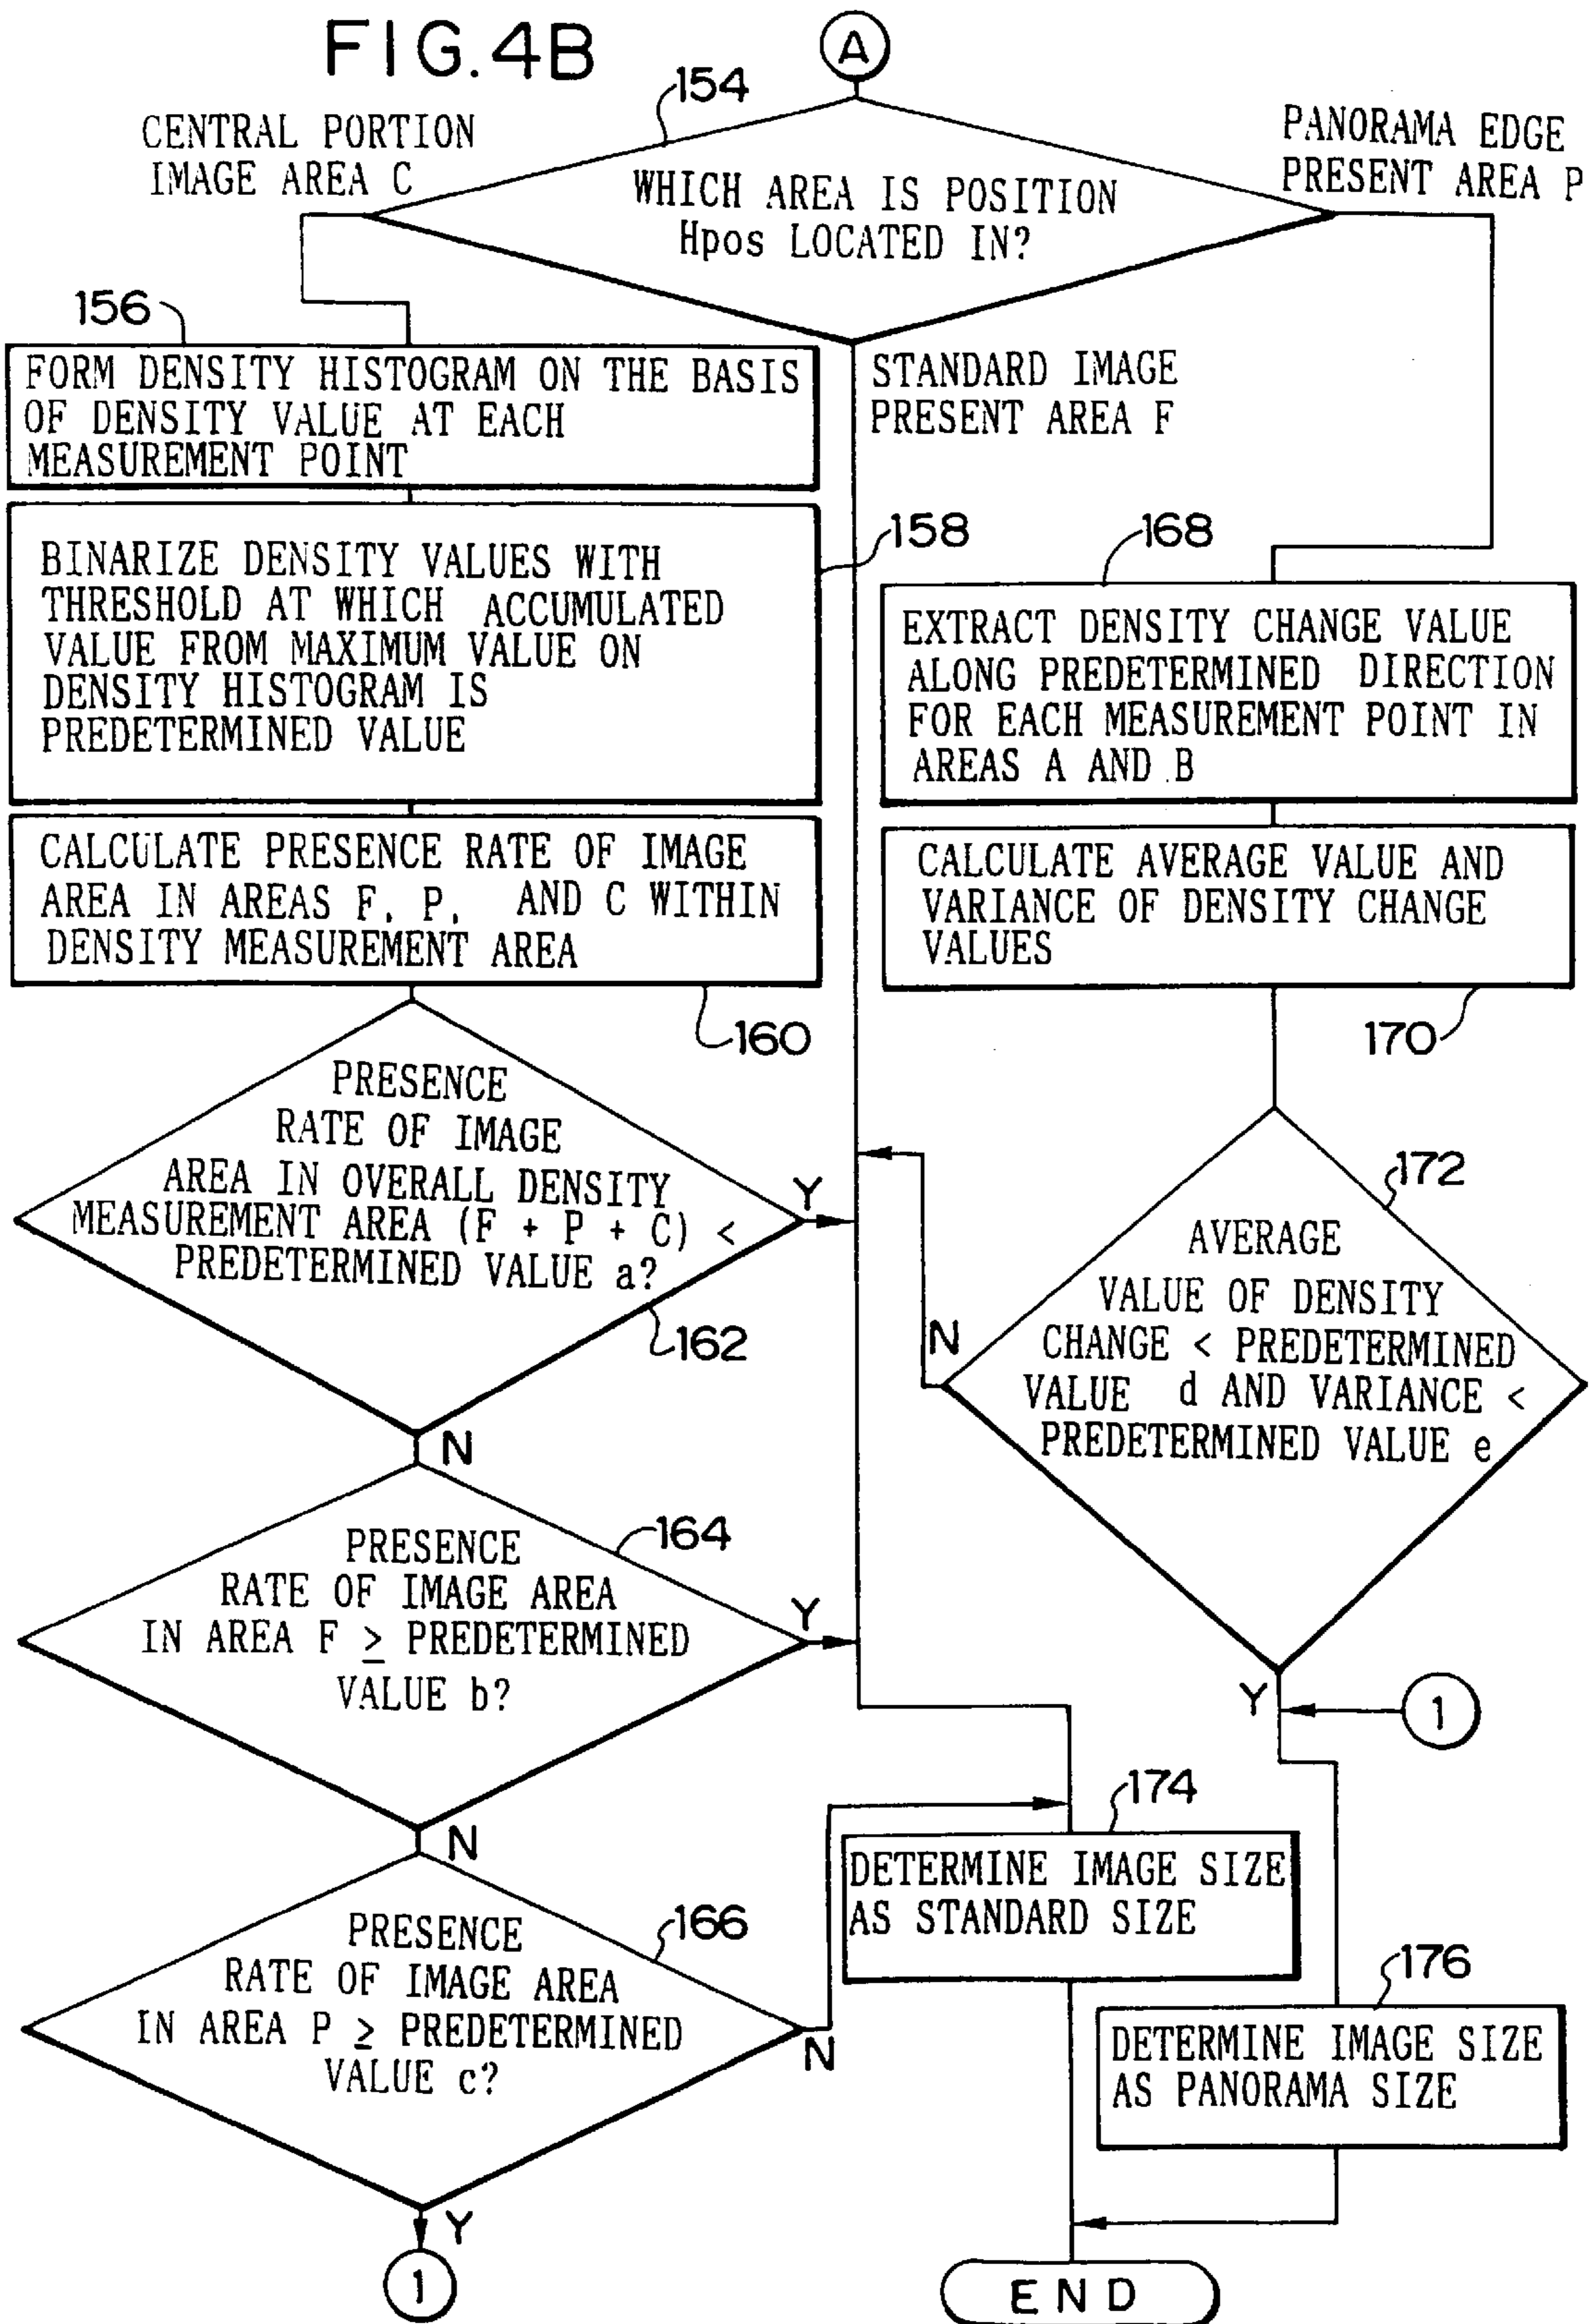 FIG.4B
A
154
CENTRAL PORTION
IMAGE AREA C
PANORAMA EDGE
PRESENT AREA P
WHICH AREA IS POSITION
Hpos LOCATED IN?
156
FORM DENSITY HISTOGRAM ON THE BASIS
OF DENSITY VALUE AT EACH
MEASUREMENT POINT
STANDARD IMAGE
PRESENT AREA F
158
BINARIZE DENSITY VALUES WITH
THRESHOLD AT WHICH ACCUMULATED
VALUE FROM MAXIMUM VALUE ON
DENSITY HISTOGRAM IS
PREDETERMINED VALUE
168
EXTRACT DENSITY CHANGE VALUE
ALONG PREDETERMINED DIRECTION
FOR EACH MEASUREMENT POINT IN
AREAS A AND B
CALCULATE PRESENCE RATE OF IMAGE
AREA IN AREAS F, P, AND C WITHIN
DENSITY MEASUREMENT AREA
160
CALCULATE AVERAGE VALUE AND
VARIANCE OF DENSITY CHANGE
VALUES
170
PRESENCE
RATE OF IMAGE
AREA IN OVERALL DENSITY
MEASUREMENT AREA (F + P + C) <
PREDETERMINED VALUE a?
Y
162
N
172
AVERAGE
VALUE OF DENSITY
CHANGE < PREDETERMINED
VALUE d AND VARIANCE <
PREDETERMINED VALUE e
N
Y
1
164
PRESENCE
RATE OF IMAGE AREA
IN AREA F ≥ PREDETERMINED
VALUE b?
Y
N
166
PRESENCE
RATE OF IMAGE AREA
IN AREA P ≥ PREDETERMINED
VALUE c?
N
Y
1
174
DETERMINE IMAGE SIZE
AS STANDARD SIZE
176
DETERMINE IMAGE SIZE
AS PANORAMA SIZE
END